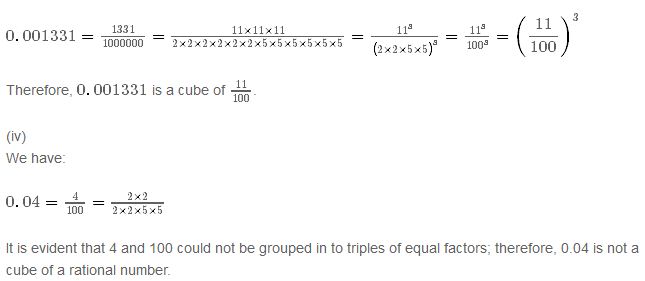 0.001331 = 1331/1000000 = 11×11×11/2×2×2×2×2×2×5×5×5×5×5×5 = 11³/(2×2×5×5)³ = 11³/100³ = (11/100)³
Therefore, 0.001331 is a cube of 11/100.
(iv)
We have:
0.04 = 4/100 = 2×2/2×2×5×5
It is evident that 4 and 100 could not be grouped in to triples of equal factors; therefore, 0.04 is not a
cube of a rational number.